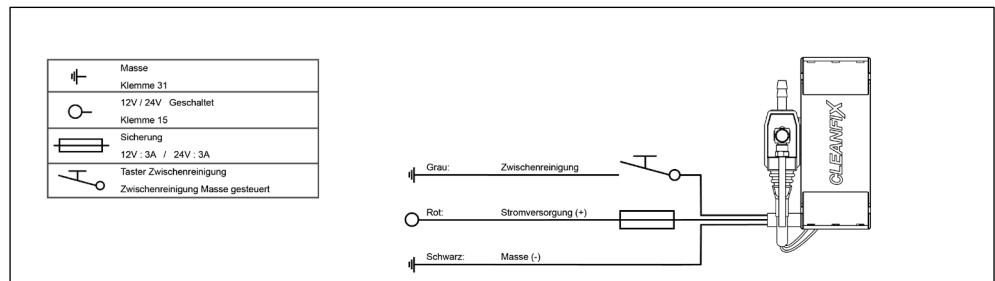 Masse
Klemme 31
12V / 24V Geschaltet
Klemme 15
Sicherung
12V : 3A / 24V : 3A
Taster Zwischenreinigung
Zwischenreinigung Masse gesteuert
Grau: Zwischenreinigung
Rot: Stromversorgung (+)
Schwarz: Masse (-)
CLEANFIX